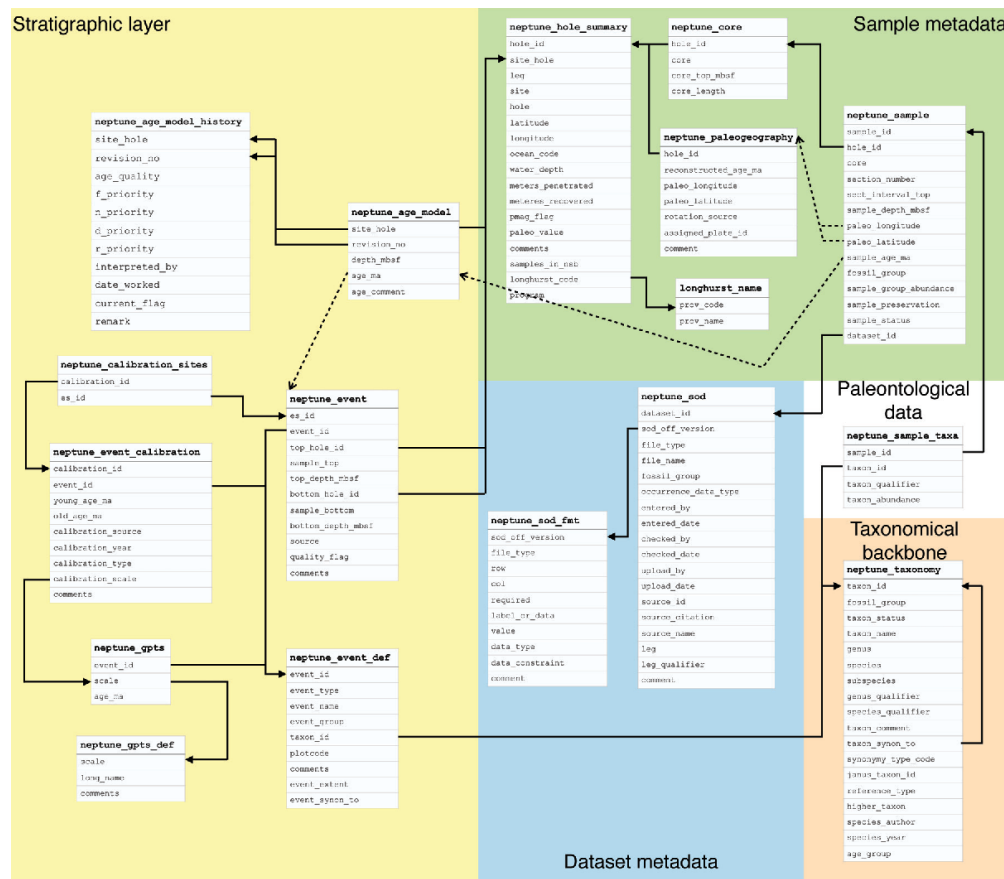 Stratigraphic layer
neptune_age_model_history
site_hole
revision_no
age_quality
f_priority
n_priority
d_priority
r_priority
interpreted_by
date_worked
current_flag
remark
neptune_age_model
site_hole
revision_no
depth_mbsf
age_ma
age_comment
neptune_calibration_sites
calibration_id
es_id
neptune_event
es_id
event_id
top_hole_id
sample_top
top_depth_mbsf
bottom_hole_id
sample_bottom
bottom_depth_mbsf
source
quality_flag
comments
neptune_event_calibration
calibration_id
event_id
young_age_ma
old_age_ma
calibration_source
calibration_year
calibration_type
calibration_scale
comments
neptune_gpts
event_id
scale
age_ma
neptune_gpts_def
scale
long_name
comments
neptune_event_def
event_id
event_type
event_name
event_group
taxon_id
plotcode
comments
event_extent
event_synon_to
Sample metadata
neptune_hole_summary
hole_id
site_hole
leg
site
hole
latitude
longitude
ocean_code
water_depth
meters_penetrated
meteres_recovered
pmag_flag
paleo_value
comments
samples_in_nsb
longhurst_code
program
neptune_core
hole_id
core
core_top_mbsf
core_length
neptune_paleogeography
hole_id
reconstructed_age_ma
paleo_longitude
paleo_latitude
rotation_source
assigned_plate_id
comment
longhurst_name
prov_code
prov_name
neptune_sample
sample_id
hole_id
core
section_number
sect_interval_top
sample_depth_mbsf
paleo_longitude
paleo_latitude
sample_age_ma
fossil_group
sample_group_abundance
sample_preservation
sample_status
dataset_id
Dataset metadata
neptune_sod
dataset_id
sod_off_version
file_type
file_name
fossil_group
occurrence_data_type
entered_by
entered_date
checked_by
checked_date
upload_by
upload_date
source_id
source_citation
source_name
leg
leg_qualifier
comment
neptune_sod_fmt
sod_off_version
file_type
row
col
required
label_or_data
value
data_type
data_constraint
comment
Paleontological
data
neptune_sample_taxa
sample_id
taxon_id
taxon_qualifier
taxon_abundance
Taxonomical
backbone
neptune_taxonomy
taxon_id
fossil_group
taxon_status
taxon_name
genus
species
subspecies
genus_qualifier
species_qualifier
taxon_comment
taxon_synon_to
synonymy_type_code
janus_taxon_id
reference_type
higher_taxon
species_author
species_year
age_group